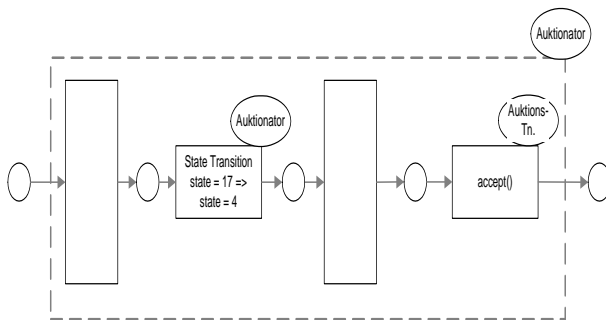 Auktionator
Auktionator
Auktions-
Tn.
State Transition
state = 17 =>
state = 4
accept()